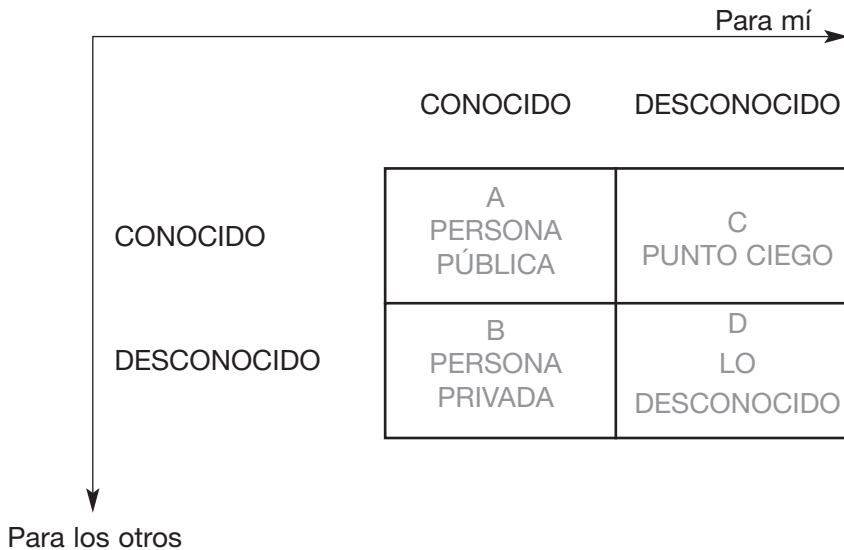 Para mí
CONOCIDO DESCONOCIDO
CONOCIDO
A
PERSONA
PÚBLICA
C
PUNTO CIEGO
DESCONOCIDO
B
PERSONA
PRIVADA
D
LO
DESCONOCIDO
Para los otros